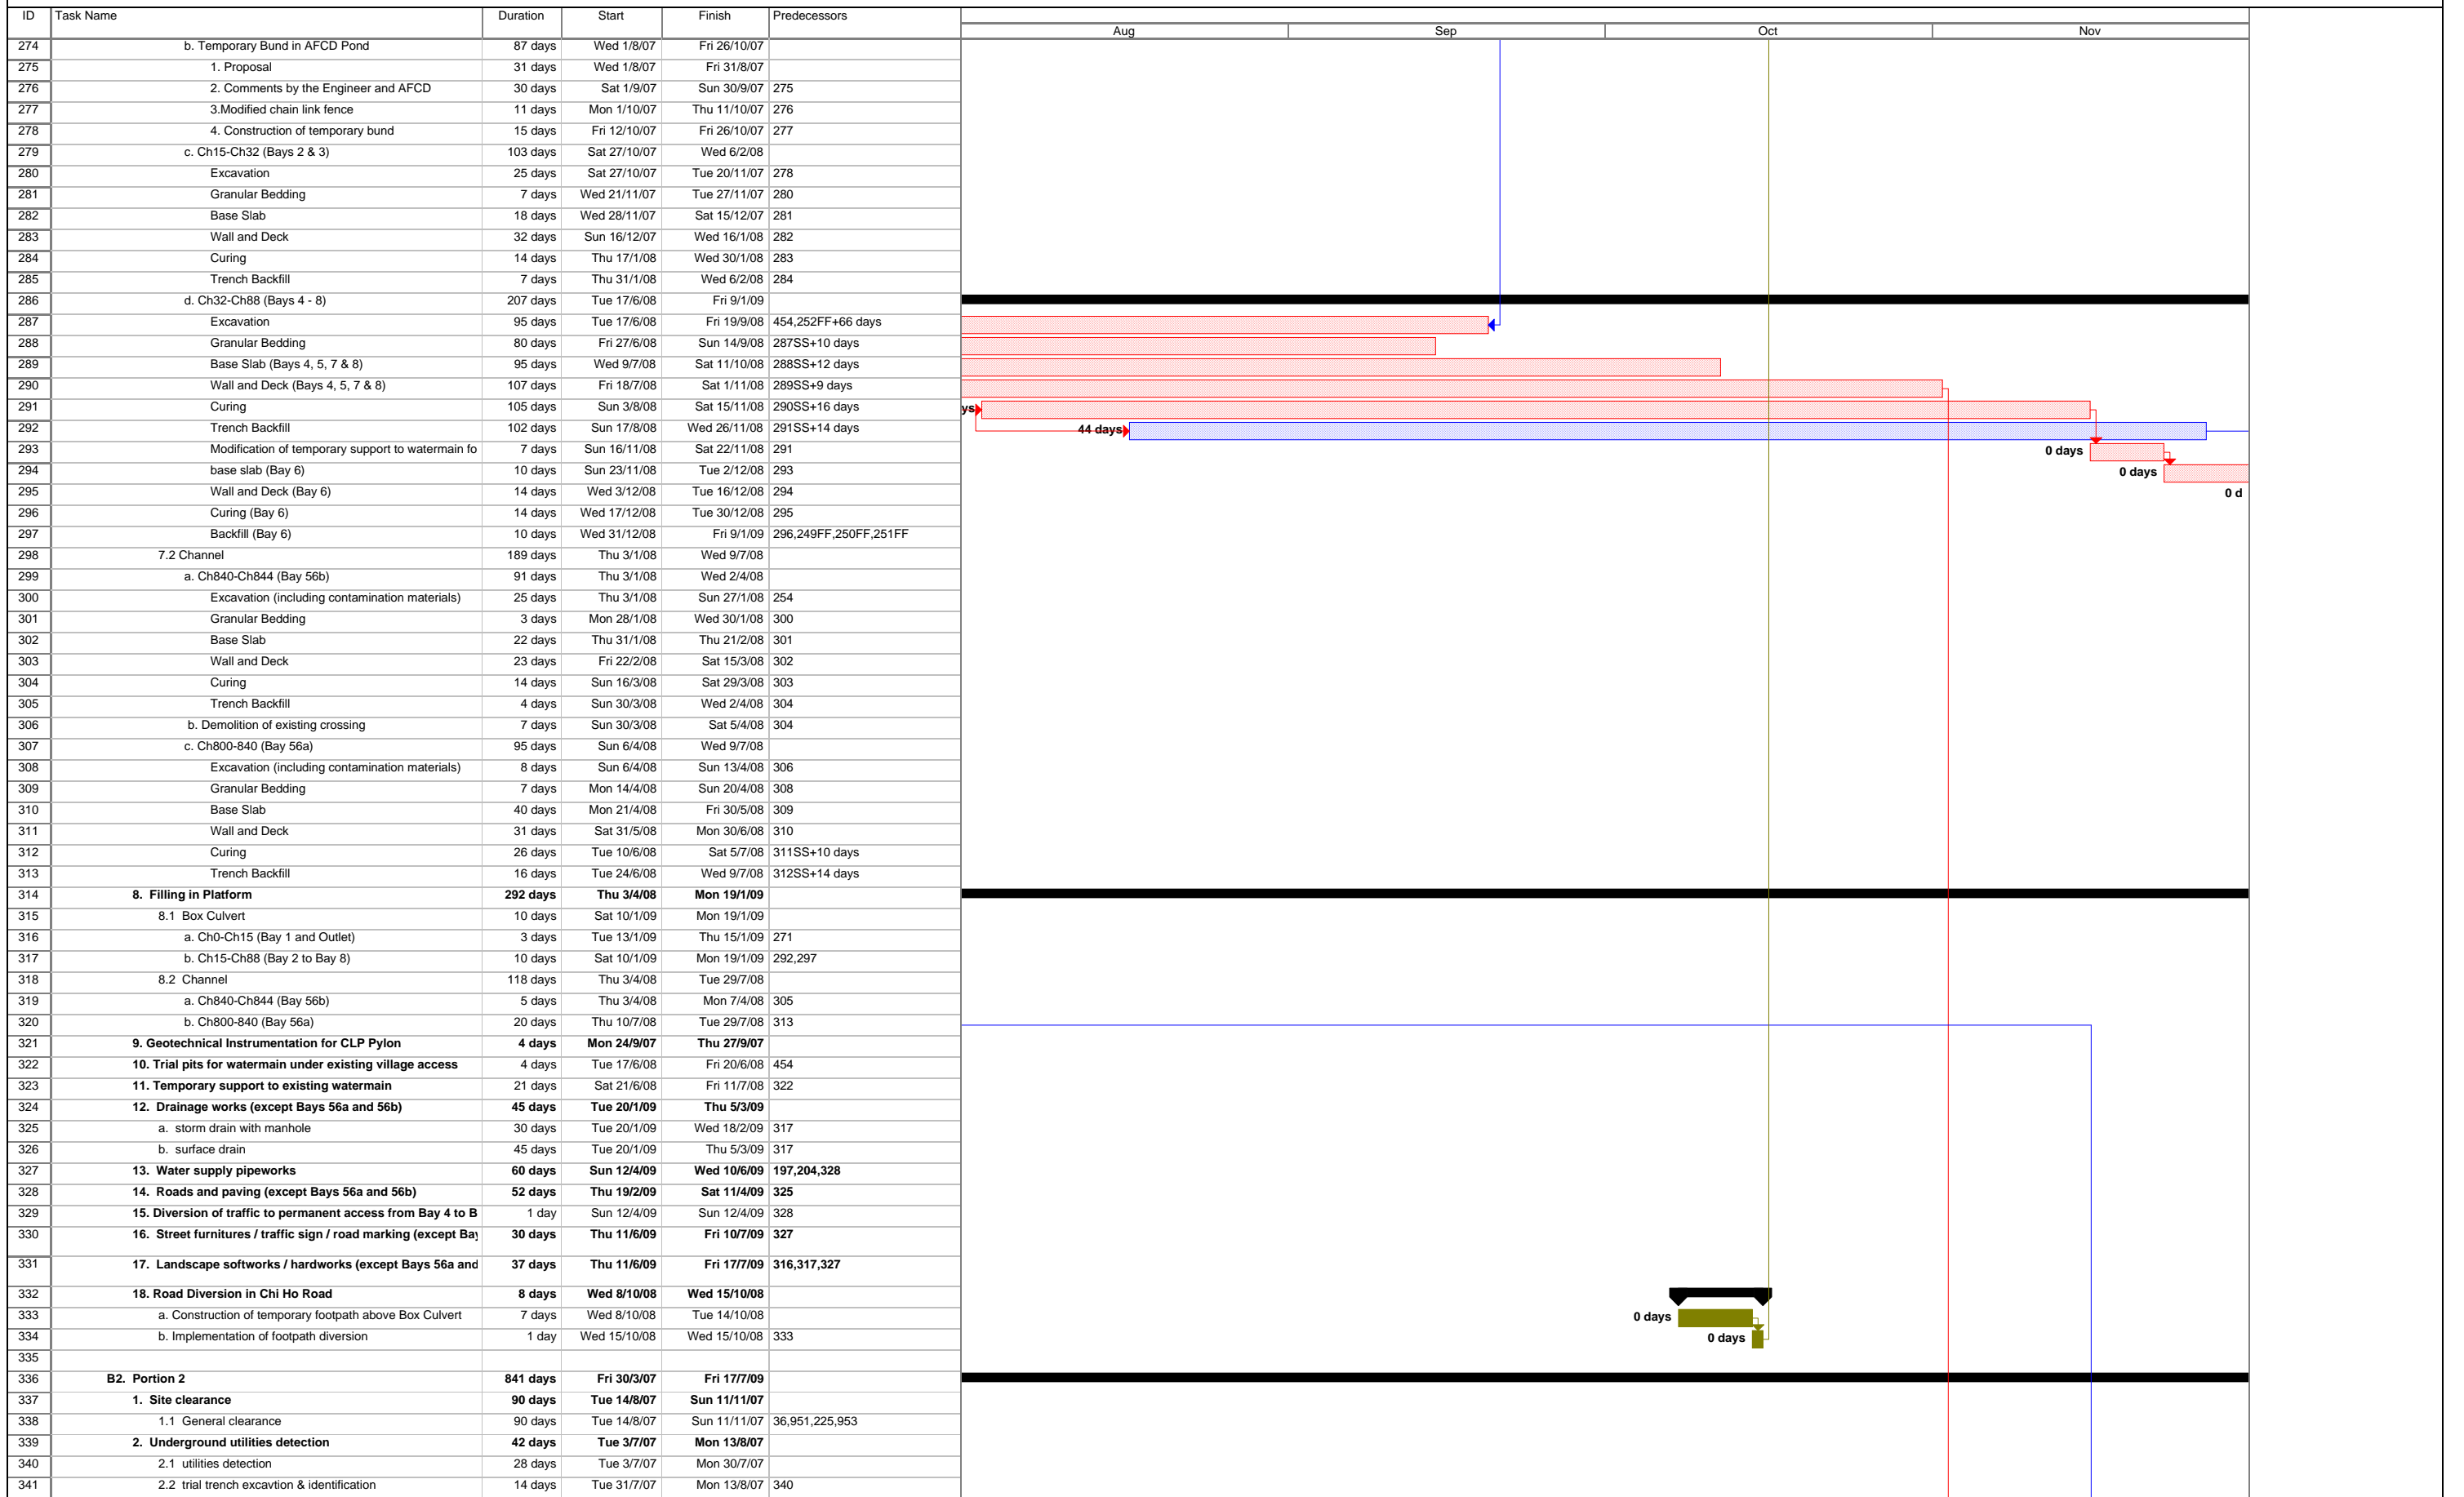 ID Task Name Duration Start Finish Predecessors
Aug Sep Oct Nov
274 b. Temporary Bund in AFCD Pond 87 days Wed 1/8/07 Fri 26/10/07
275 1. Proposal 31 days Wed 1/8/07 Fri 31/8/07
276 2. Comments by the Engineer and AFCD 30 days Sat 1/9/07 Sun 30/9/07 275
277 3.Modified chain link fence 11 days Mon 1/10/07 Thu 11/10/07 276
278 4. Construction of temporary bund 15 days Fri 12/10/07 Fri 26/10/07 277
279 c. Ch15-Ch32 (Bays 2 & 3) 103 days Sat 27/10/07 Wed 6/2/08
280 Excavation 25 days Sat 27/10/07 Tue 20/11/07 278
281 Granular Bedding 7 days Wed 21/11/07 Tue 27/11/07 280
282 Base Slab 18 days Wed 28/11/07 Sat 15/12/07 281
283 Wall and Deck 32 days Sun 16/12/07 Wed 16/1/08 282
284 Curing 14 days Thu 17/1/08 Wed 30/1/08 283
285 Trench Backfill 7 days Thu 31/1/08 Wed 6/2/08 284
286 d. Ch32-Ch88 (Bays 4 - 8) 207 days Tue 17/6/08 Fri 9/1/09
287 Excavation 95 days Tue 17/6/08 Fri 19/9/08 454,252FF+66 days
288 Granular Bedding 80 days Fri 27/6/08 Sun 14/9/08 287SS+10 days
289 Base Slab (Bays 4, 5, 7 & 8) 95 days Wed 9/7/08 Sat 11/10/08 288SS+12 days
290 Wall and Deck (Bays 4, 5, 7 & 8) 107 days Fri 18/7/08 Sat 1/11/08 289SS+9 days
291 Curing 105 days Sun 3/8/08 Sat 15/11/08 290SS+16 days ys
292 Trench Backfill 102 days Sun 17/8/08 Wed 26/11/08 291SS+14 days 44 days
293 Modification of temporary support to watermain fo 7 days Sun 16/11/08 Sat 22/11/08 291 0 days
294 base slab (Bay 6) 10 days Sun 23/11/08 Tue 2/12/08 293 0 days
295 Wall and Deck (Bay 6) 14 days Wed 3/12/08 Tue 16/12/08 294 0 d
296 Curing (Bay 6) 14 days Wed 17/12/08 Tue 30/12/08 295
297 Backfill (Bay 6) 10 days Wed 31/12/08 Fri 9/1/09 296,249FF,250FF,251FF
298 7.2 Channel 189 days Thu 3/1/08 Wed 9/7/08
299 a. Ch840-Ch844 (Bay 56b) 91 days Thu 3/1/08 Wed 2/4/08
300 Excavation (including contamination materials) 25 days Thu 3/1/08 Sun 27/1/08 254
301 Granular Bedding 3 days Mon 28/1/08 Wed 30/1/08 300
302 Base Slab 22 days Thu 31/1/08 Thu 21/2/08 301
303 Wall and Deck 23 days Fri 22/2/08 Sat 15/3/08 302
304 Curing 14 days Sun 16/3/08 Sat 29/3/08 303
305 Trench Backfill 4 days Sun 30/3/08 Wed 2/4/08 304
306 b. Demolition of existing crossing 7 days Sun 30/3/08 Sat 5/4/08 304
307 c. Ch800-840 (Bay 56a) 95 days Sun 6/4/08 Wed 9/7/08
308 Excavation (including contamination materials) 8 days Sun 6/4/08 Sun 13/4/08 306
309 Granular Bedding 7 days Mon 14/4/08 Sun 20/4/08 308
310 Base Slab 40 days Mon 21/4/08 Fri 30/5/08 309
311 Wall and Deck 31 days Sat 31/5/08 Mon 30/6/08 310
312 Curing 26 days Tue 10/6/08 Sat 5/7/08 311SS+10 days
313 Trench Backfill 16 days Tue 24/6/08 Wed 9/7/08 312SS+14 days
314 8. Filling in Platform 292 days Thu 3/4/08 Mon 19/1/09
315 8.1 Box Culvert 10 days Sat 10/1/09 Mon 19/1/09
316 a. Ch0-Ch15 (Bay 1 and Outlet) 3 days Tue 13/1/09 Thu 15/1/09 271
317 b. Ch15-Ch88 (Bay 2 to Bay 8) 10 days Sat 10/1/09 Mon 19/1/09 292,297
318 8.2 Channel 118 days Thu 3/4/08 Tue 29/7/08
319 a. Ch840-Ch844 (Bay 56b) 5 days Thu 3/4/08 Mon 7/4/08 305
320 b. Ch800-840 (Bay 56a) 20 days Thu 10/7/08 Tue 29/7/08 313
321 9. Geotechnical Instrumentation for CLP Pylon 4 days Mon 24/9/07 Thu 27/9/07
322 10. Trial pits for watermain under existing village access 4 days Tue 17/6/08 Fri 20/6/08 454
323 11. Temporary support to existing watermain 21 days Sat 21/6/08 Fri 11/7/08 322
324 12. Drainage works (except Bays 56a and 56b) 45 days Tue 20/1/09 Thu 5/3/09
325 a. storm drain with manhole 30 days Tue 20/1/09 Wed 18/2/09 317
326 b. surface drain 45 days Tue 20/1/09 Thu 5/3/09 317
327 13. Water supply pipeworks 60 days Sun 12/4/09 Wed 10/6/09 197,204,328
328 14. Roads and paving (except Bays 56a and 56b) 52 days Thu 19/2/09 Sat 11/4/09 325
329 15. Diversion of traffic to permanent access from Bay 4 to B 1 day Sun 12/4/09 Sun 12/4/09 328
330 16. Street furnitures / traffic sign / road marking (except Bay 30 days Thu 11/6/09 Fri 10/7/09 327
331 17. Landscape softworks / hardworks (except Bays 56a and 37 days Thu 11/6/09 Fri 17/7/09 316,317,327
332 18. Road Diversion in Chi Ho Road 8 days Wed 8/10/08 Wed 15/10/08
333 a. Construction of temporary footpath above Box Culvert 7 days Wed 8/10/08 Tue 14/10/08 0 days
334 b. Implementation of footpath diversion 1 day Wed 15/10/08 Wed 15/10/08 333 0 days
335
336 B2. Portion 2 841 days Fri 30/3/07 Fri 17/7/09
337 1. Site clearance 90 days Tue 14/8/07 Sun 11/11/07
338 1.1 General clearance 90 days Tue 14/8/07 Sun 11/11/07 36,951,225,953
339 2. Underground utilities detection 42 days Tue 3/7/07 Mon 13/8/07
340 2.1 utilities detection 28 days Tue 3/7/07 Mon 30/7/07
341 2.2 trial trench excavtion & identification 14 days Tue 31/7/07 Mon 13/8/07 340